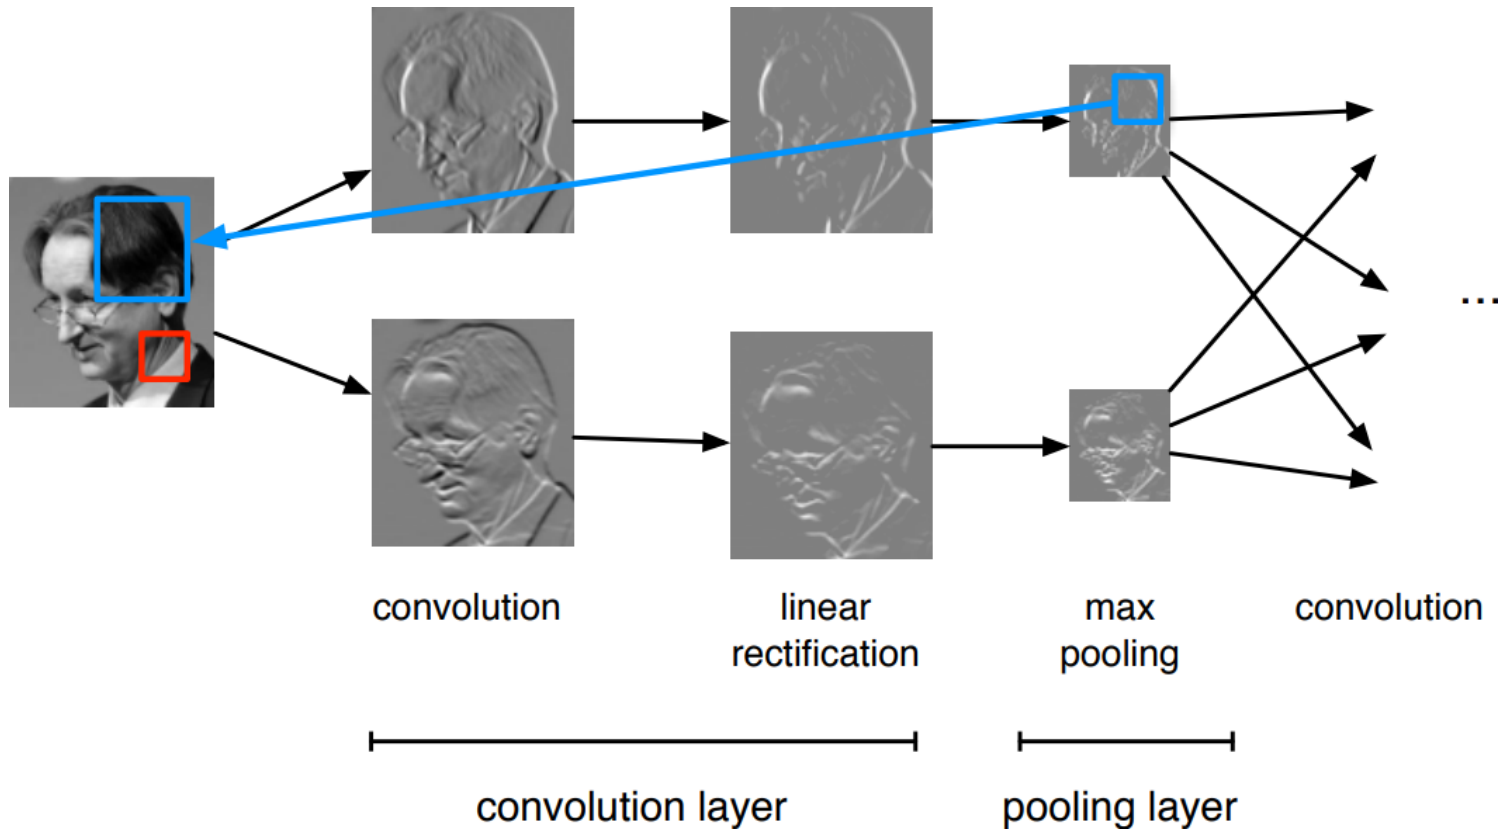 ...
convolution
linear
rectification
max
pooling
convolution
convolution layer
pooling layer